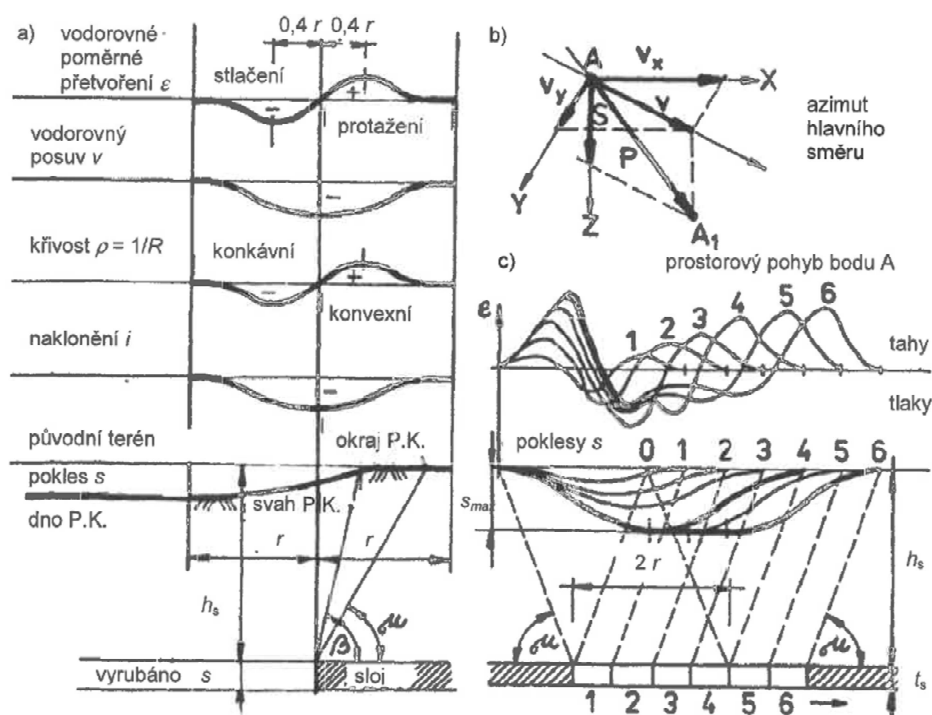 a)
0,4 r 0,4 r
vodorovné
poměrné
přetvoření ε
stlačení
−
+
protažení
vodorovný
posuv v
−
křivost ρ = 1/R
konkávní
−
+
konvexní
naklonění i
−
původní terén
okraj P.K.
pokles s
svah P.K.
dno P.K.
r r
hs
β μ
vyrubáno s
sloj
b)
A
vx
X
vy
S
v
P
Y
Z
A1
azimut
hlavního
směru
c)
prostorový pohyb bodu A
ε
1 2 3 4 5 6
tahy
tlaky
poklesy s
0 1 2 3 4 5 6
sma
2 r
hs
μ
μ
ts
1 2 3 4 5 6